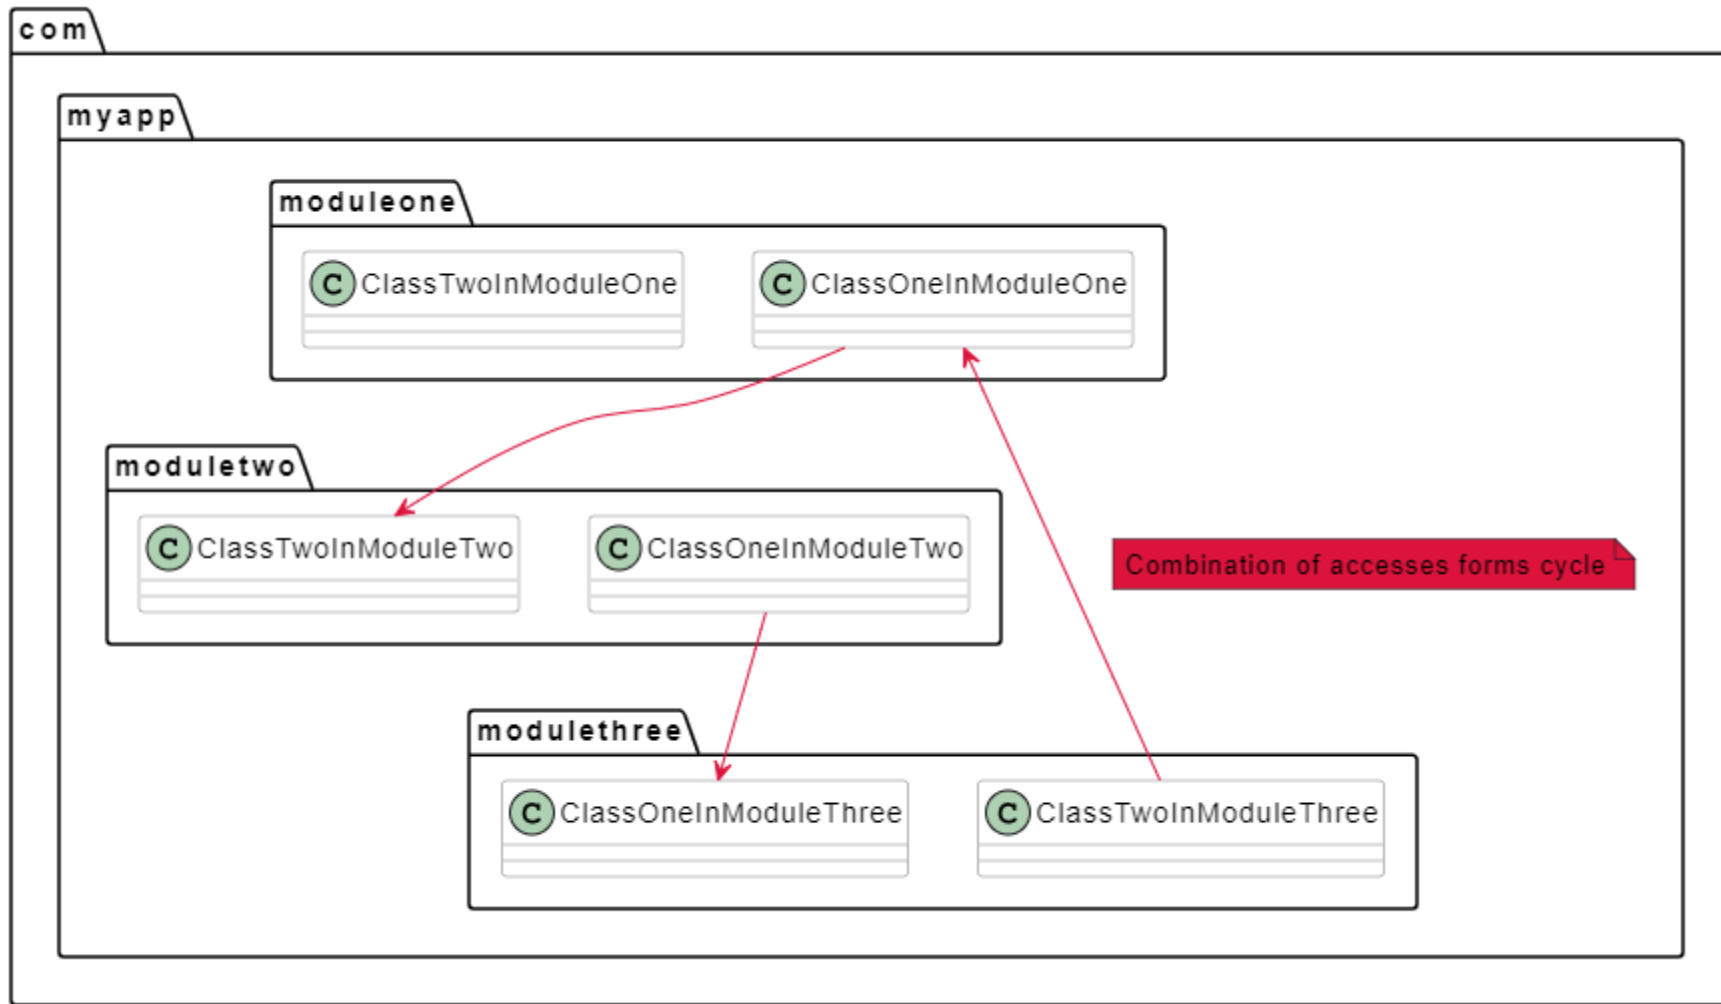 com
myapp
moduleone
C ClassTwoInModuleOne
C ClassOneInModuleOne
moduletwo
C ClassTwoInModuleTwo
C ClassOneInModuleTwo
Combination of accesses forms cycle
modulethree
C ClassOneInModuleThree
C ClassTwoInModuleThree